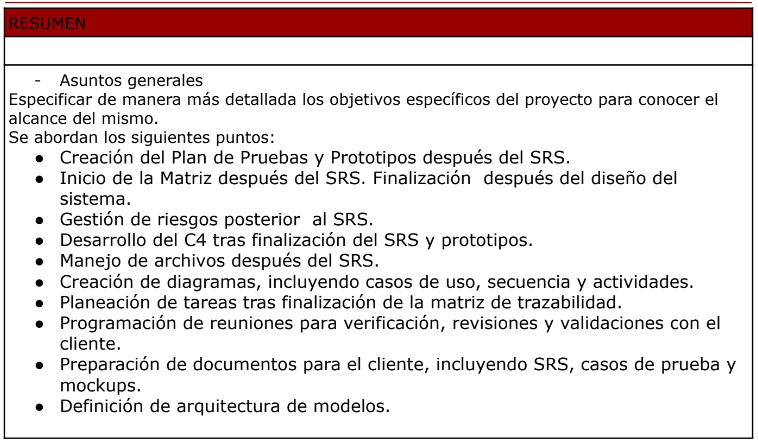 RESUMEN
- Asuntos generales
Especificar de manera más detallada los objetivos específicos del proyecto para conocer el
alcance del mismo.
Se abordan los siguientes puntos:
● Creación del Plan de Pruebas y Prototipos después del SRS.
● Inicio de la Matriz después del SRS. Finalización  después del diseño del
sistema.
● Gestión de riesgos posterior  al SRS.
● Desarrollo del C4 tras finalización del SRS y prototipos.
● Manejo de archivos después del SRS.
● Creación de diagramas, incluyendo casos de uso, secuencia y actividades.
● Planeación de tareas tras finalización de la matriz de trazabilidad.
● Programación de reuniones para verificación, revisiones y validaciones con el
cliente.
● Preparación de documentos para el cliente, incluyendo SRS, casos de prueba y
mockups.
● Definición de arquitectura de modelos.